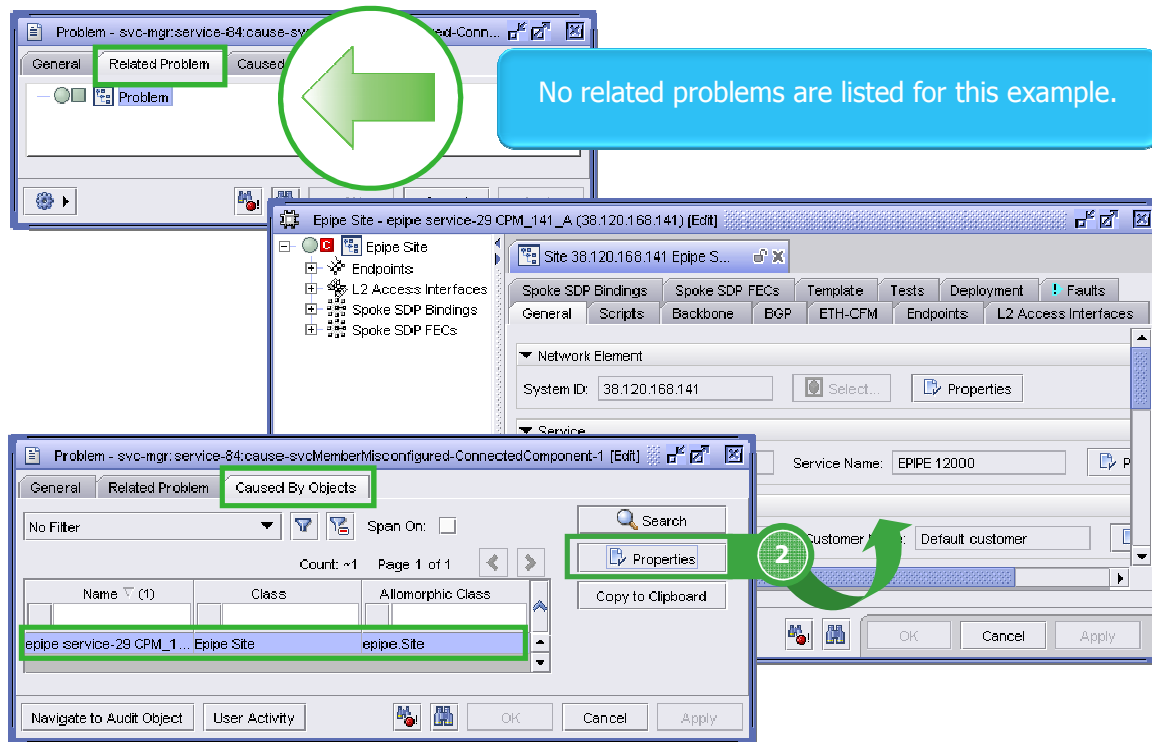 Problem - svc-mgr:service-84:cause-sv ed-Conn...
General Related Problem Caused
Problem
No related problems are listed for this example.
Epipe Site - epipe service-29 CPM_141_A (38.120.168.141) [Edit]
C Epipe Site
Endpoints
L2 Access Interfaces
Spoke SDP Bindings
Spoke SDP FECs
Site 38.120.168.141 Epipe S...
Spoke SDP Bindings Spoke SDP FECs Template Tests Deployment ! Faults
General Scripts Backbone BGP ETH-CFM Endpoints L2 Access Interfaces
Network Element
System ID: 38.120.168.141 Select... Properties
Service
Service Name: EPIPE 12000 P
Customer Default customer
OK Cancel Apply
Problem - svc-mgr:service-84:cause-svcMemberMisconfigured-ConnectedComponent-1 [Edit]
General Related Problem Caused By Objects
No Filter Span On:
Count: ~1 Page 1 of 1
Name (1) Class Allomorphic Class
epipe service-29 CPM_1... Epipe Site epipe.Site
Search
Properties
Copy to Clipboard
2
Navigate to Audit Object User Activity OK Cancel Apply